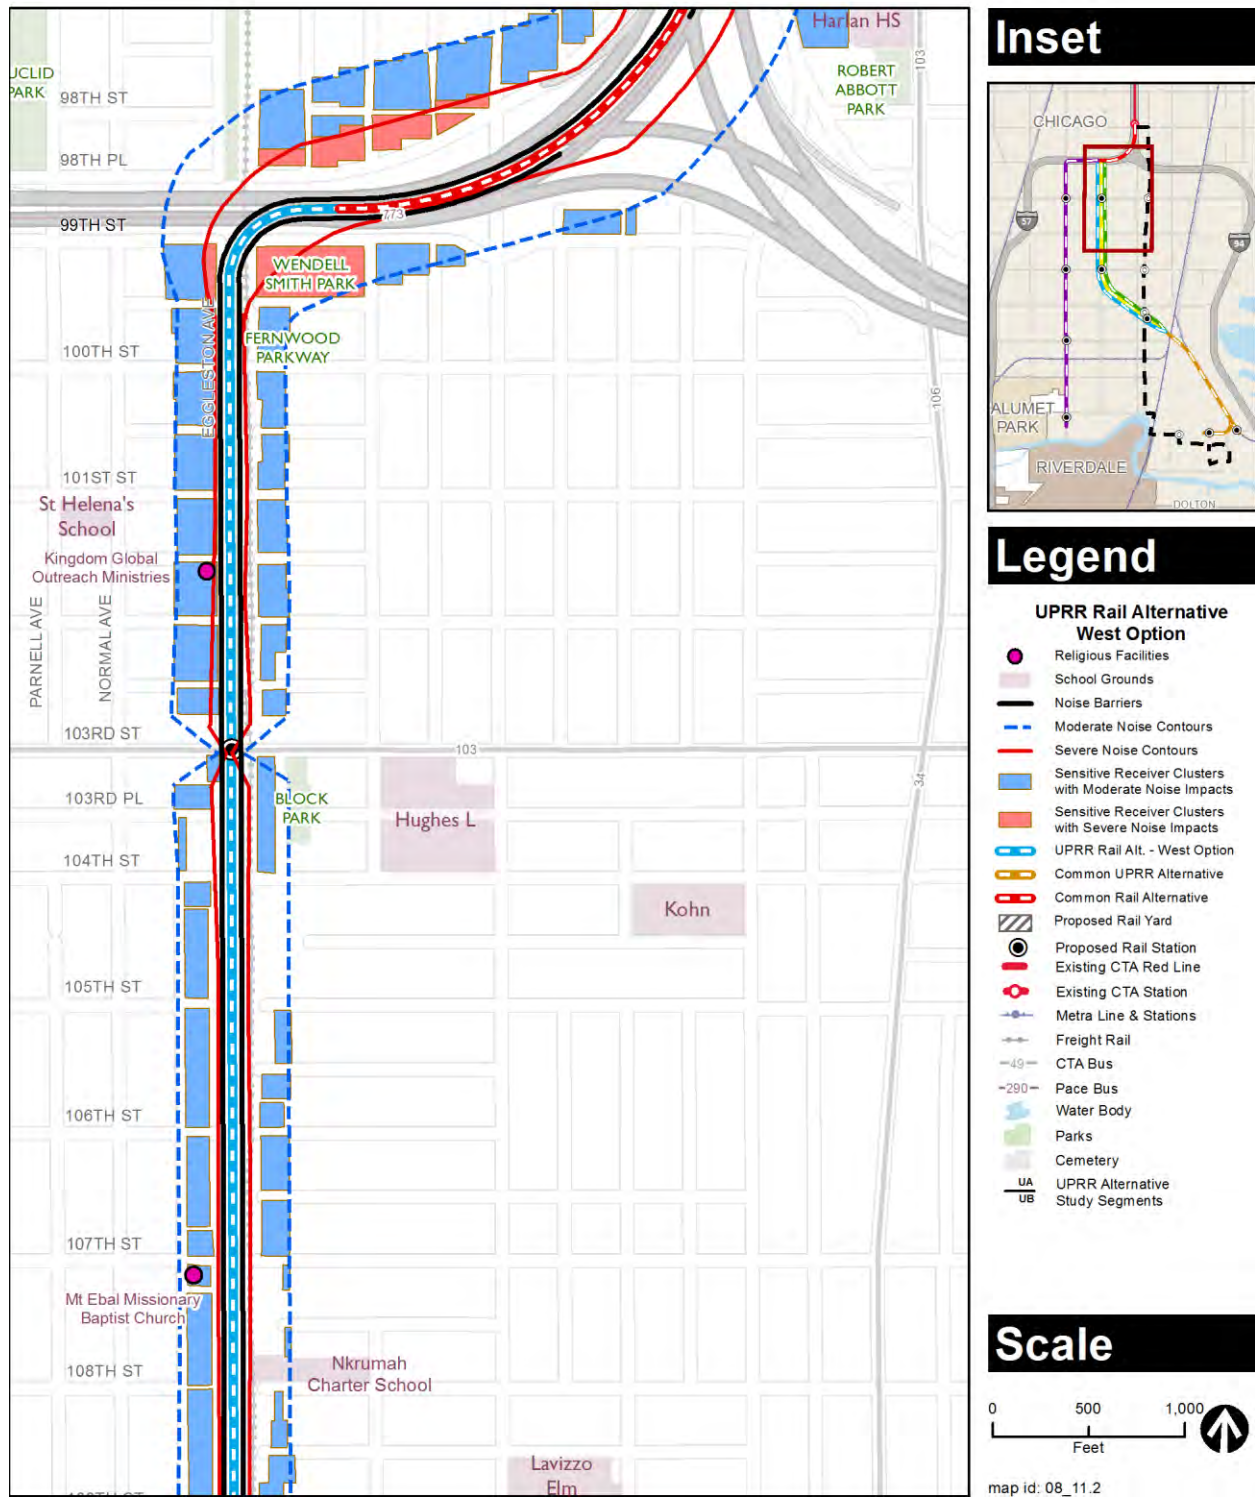 Harlan HS
UCLID
PARK
98TH ST
ROBERT
ABBOTT
PARK
103
98TH PL
99TH ST
773
WENDELL
SMITH PARK
EGGLESTON AVE
FERNWOOD
PARKWAY
100TH ST
106
101ST ST
St Helena's
School
Kingdom Global
Outreach Ministries
PARNELL AVE
NORMAL AVE
103RD ST
103
34
103RD PL
BLOCK
PARK
Hughes L
104TH ST
Kohn
105TH ST
106TH ST
107TH ST
Mt Ebal Missionary
Baptist Church
108TH ST
Nkrumah
Charter School
Lavizzo
Elm
Inset
CHICAGO
57
94
ALUMET
PARK
RIVERDALE
DOLTON
Legend
UPRR Rail Alternative
West Option
Religious Facilities
School Grounds
Noise Barriers
Moderate Noise Contours
Severe Noise Contours
Sensitive Receiver Clusters
with Moderate Noise Impacts
Sensitive Receiver Clusters
with Severe Noise Impacts
UPRR Rail Alt. - West Option
Common UPRR Alternative
Common Rail Alternative
Proposed Rail Yard
Proposed Rail Station
Existing CTA Red Line
Existing CTA Station
Metra Line & Stations
Freight Rail
49 CTA Bus
290 Pace Bus
Water Body
Parks
Cemetery
UA UPRR Alternative
UB Study Segments
Scale
0 500 1,000
Feet
map id: 08_11.2